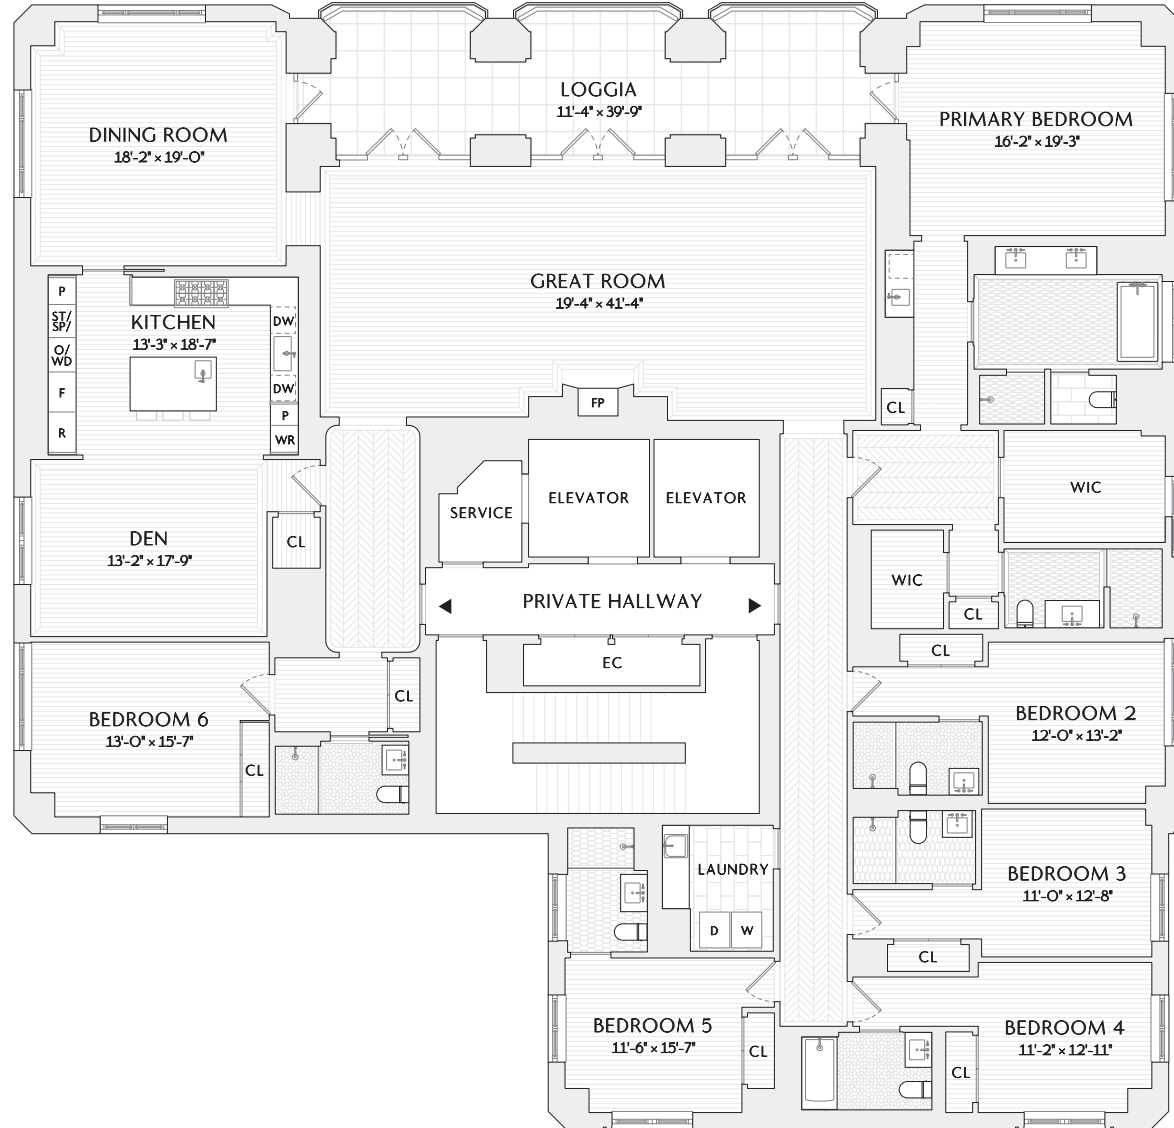 LOGGIA
11'-4" × 39'-9"
DINING ROOM
18'-2" × 19'-0"
PRIMARY BEDROOM
16'-2" × 19'-3"
GREAT ROOM
19'-4" × 41'-4"
P
ST/
SP/
O/
WD
F
R
KITCHEN
13'-3" × 18'-7"
DW
DW
P
WR
FP
CL
ELEVATOR
ELEVATOR
SERVICE
WIC
DEN
13'-2" × 17'-9"
CL
WIC
CL
PRIVATE HALLWAY
EC
CL
BEDROOM 6
13'-0" × 15'-7"
CL
CL
BEDROOM 2
12'-0" × 13'-2"
LAUNDRY
D
W
BEDROOM 3
11'-0" × 12'-8"
CL
BEDROOM 5
11'-6" × 15'-7"
CL
BEDROOM 4
11'-2" × 12'-11"
CL